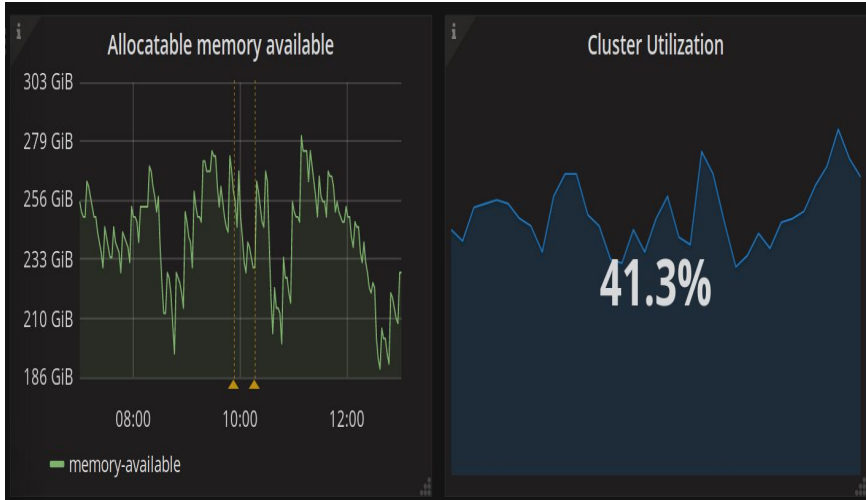 Allocatable memory available
303 GiB
279 GiB
256 GiB
233 GiB
210 GiB
186 GiB
08:00 10:00 12:00
memory-available
Cluster Utilization
41.3%